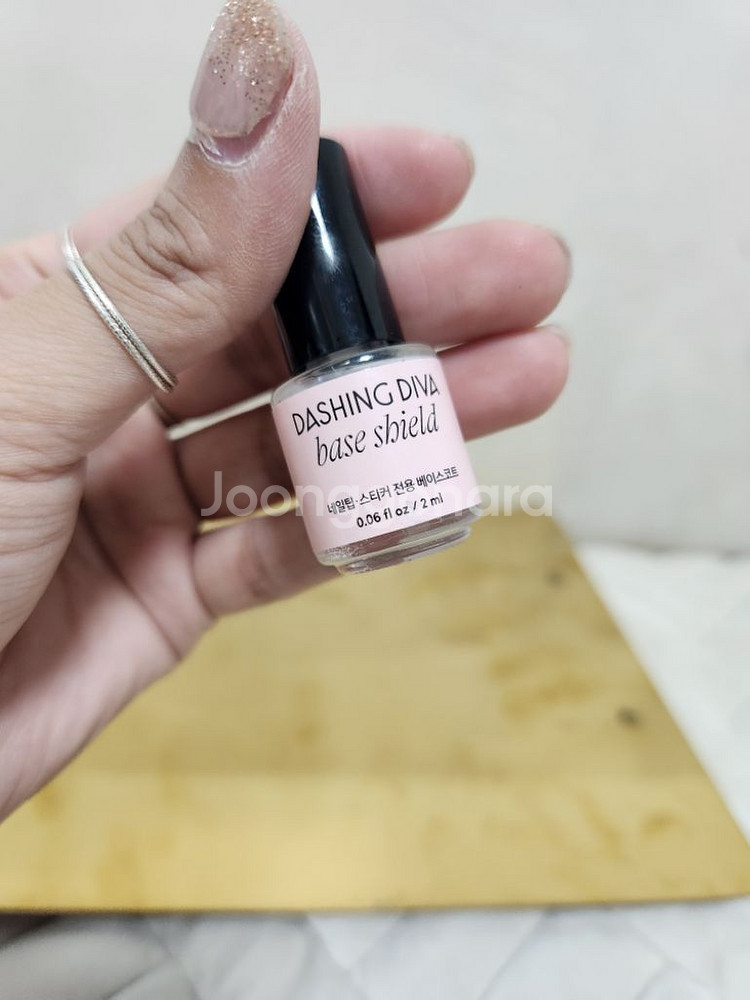 DASHING DIVA
base shield
네일팁·스티커 전용 베이스코트
0.06 fl oz / 2 ml
Joonggonara